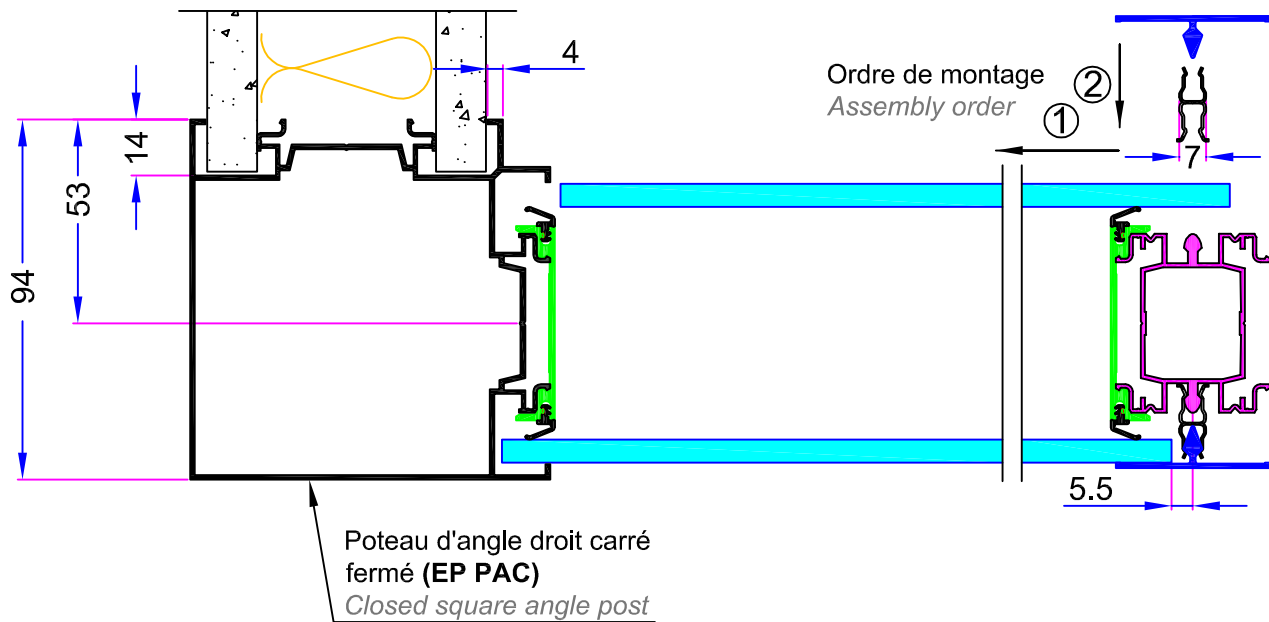 4
Ordre de montage
Assembly order
②
①
7
14
53
94
5.5
Poteau d'angle droit carré
fermé (EP PAC)
Closed square angle post